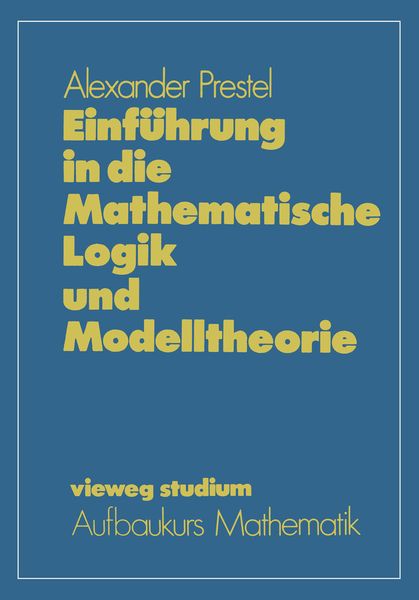 Alexander Prestel
Einführung
in die
Mathematische
Logik
und
Modelltheorie
vieweg studium
Aufbaukurs Mathematik